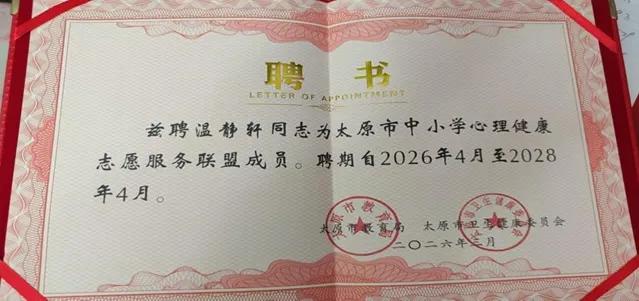 聘书
LETTER OF APPOINTMENT
兹聘温静轩同志为太原市中小学心理健康
志愿服务联盟成员。聘期自2026年4月至2028
年4月。
太原市教育局 太原市卫生健康委员会
二〇二六年三月